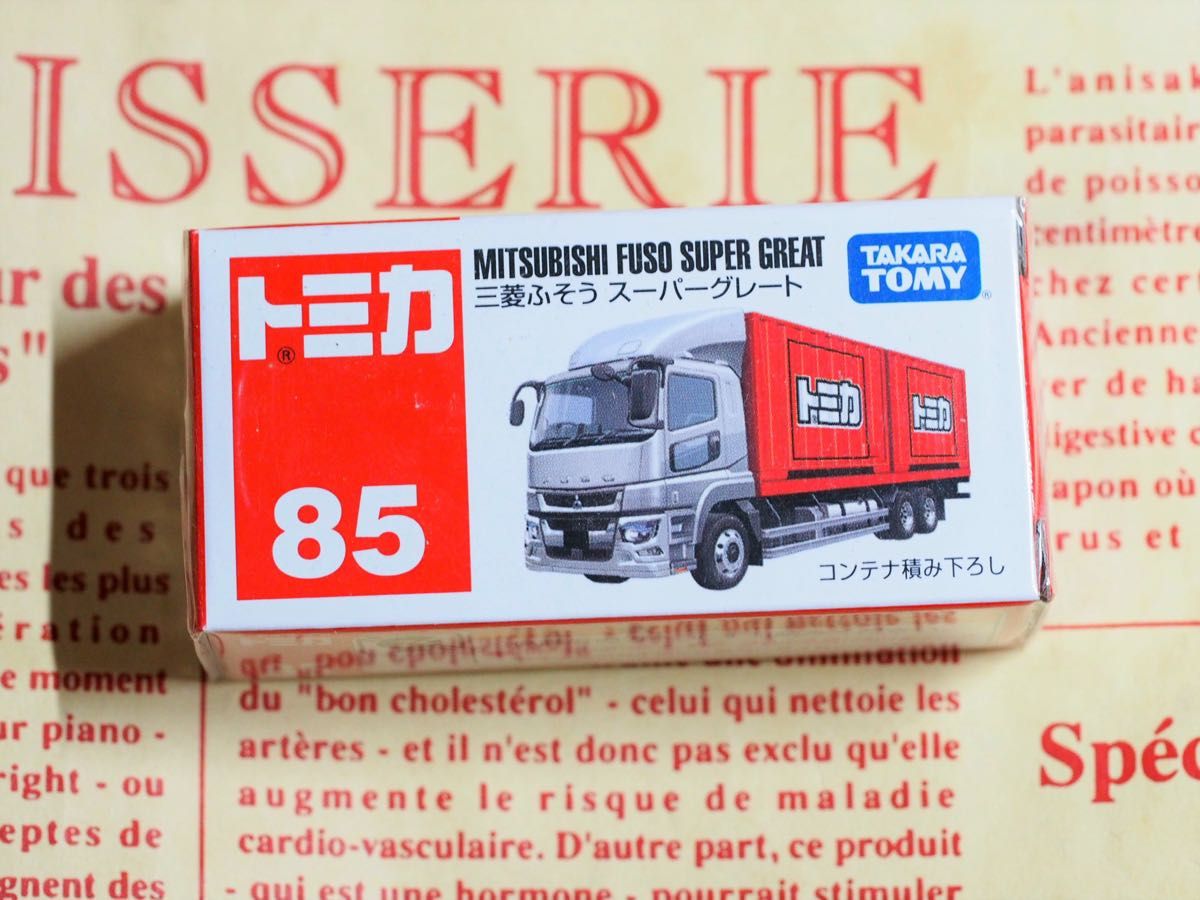 ISSERIE
トミカ
®
85
MITSUBISHI FUSO SUPER GREAT
三菱ふそう スーパーグレート
TAKARA
TOMY
®
トミカ
トミカ
コンテナ積み下ろし
des
s"
que trois
s des
es les plus
ération
e moment
ur piano -
right - ou
eptes de
gnent des
du "bon cholestérol" - celui qui nettoie les
artères - et il n'est donc pas exclu qu'elle
augmente le risque de maladie
cardio-vasculaire. D'autre part, ce produit
- qui est une hormone - pourrait stimuler
L'anisak
parasitair
de poisso
centimètre
chez cer
Ancienne
er de ha
digestive c
Japon où
rus et
Spéc